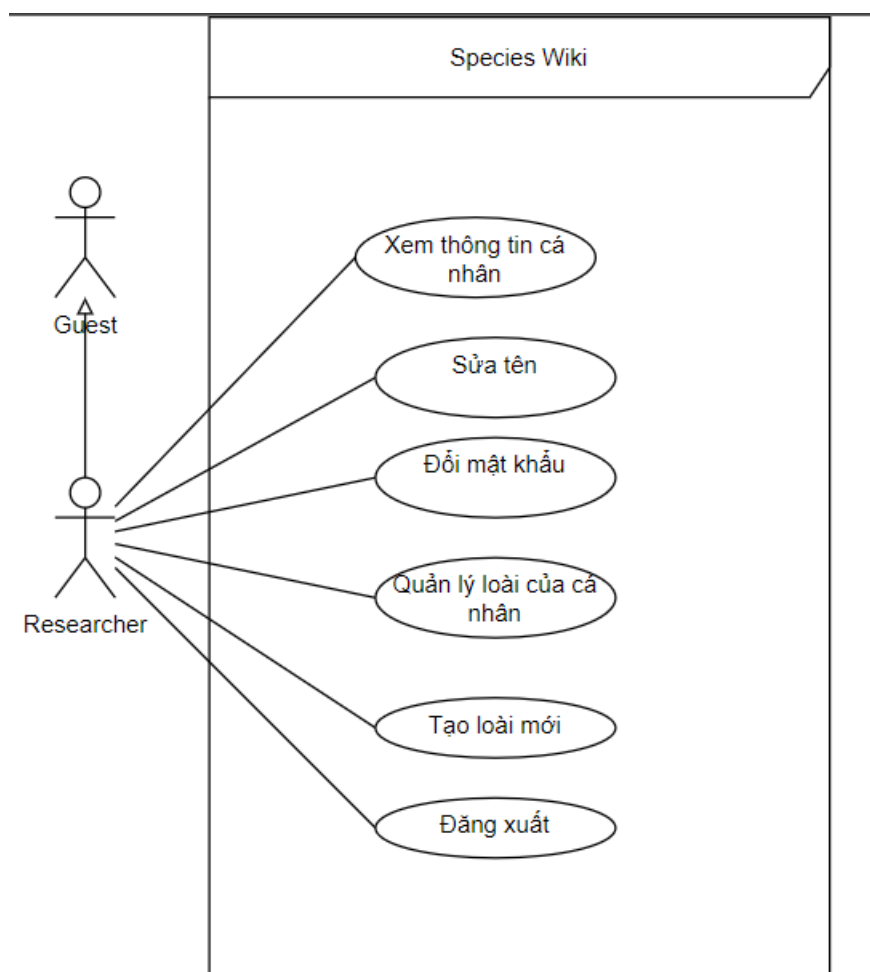 Species Wiki
Guest
Xem thông tin cá
nhân
Sửa tên
Đổi mật khẩu
Quản lý loài của cá
nhân
Researcher
Tạo loài mới
Đăng xuất